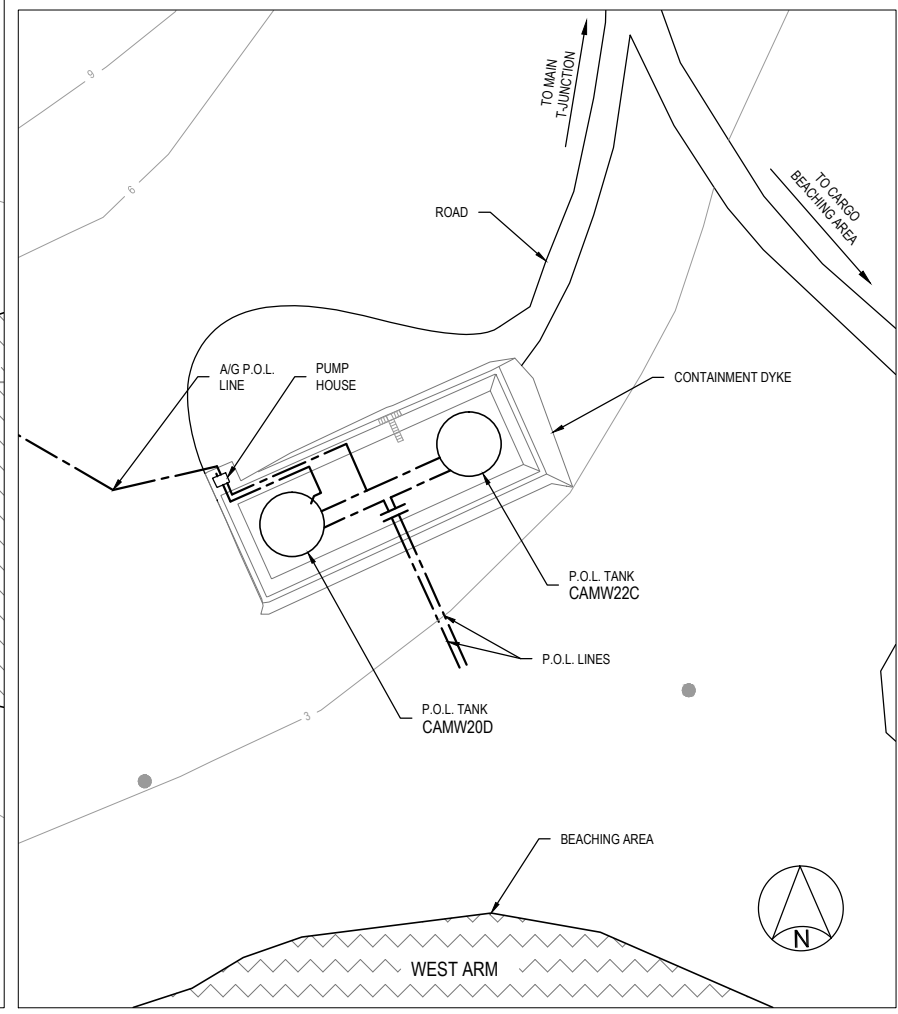 9
TO MAIN
T-JUNCTION
6
TO CARGO
BEACHING AREA
ROAD
A/G P.O.L.
LINE
PUMP
HOUSE
CONTAINMENT DYKE
P.O.L. TANK
CAMW22C
P.O.L. LINES
P.O.L. TANK
CAMW20D
3
BEACHING AREA
N
WEST ARM